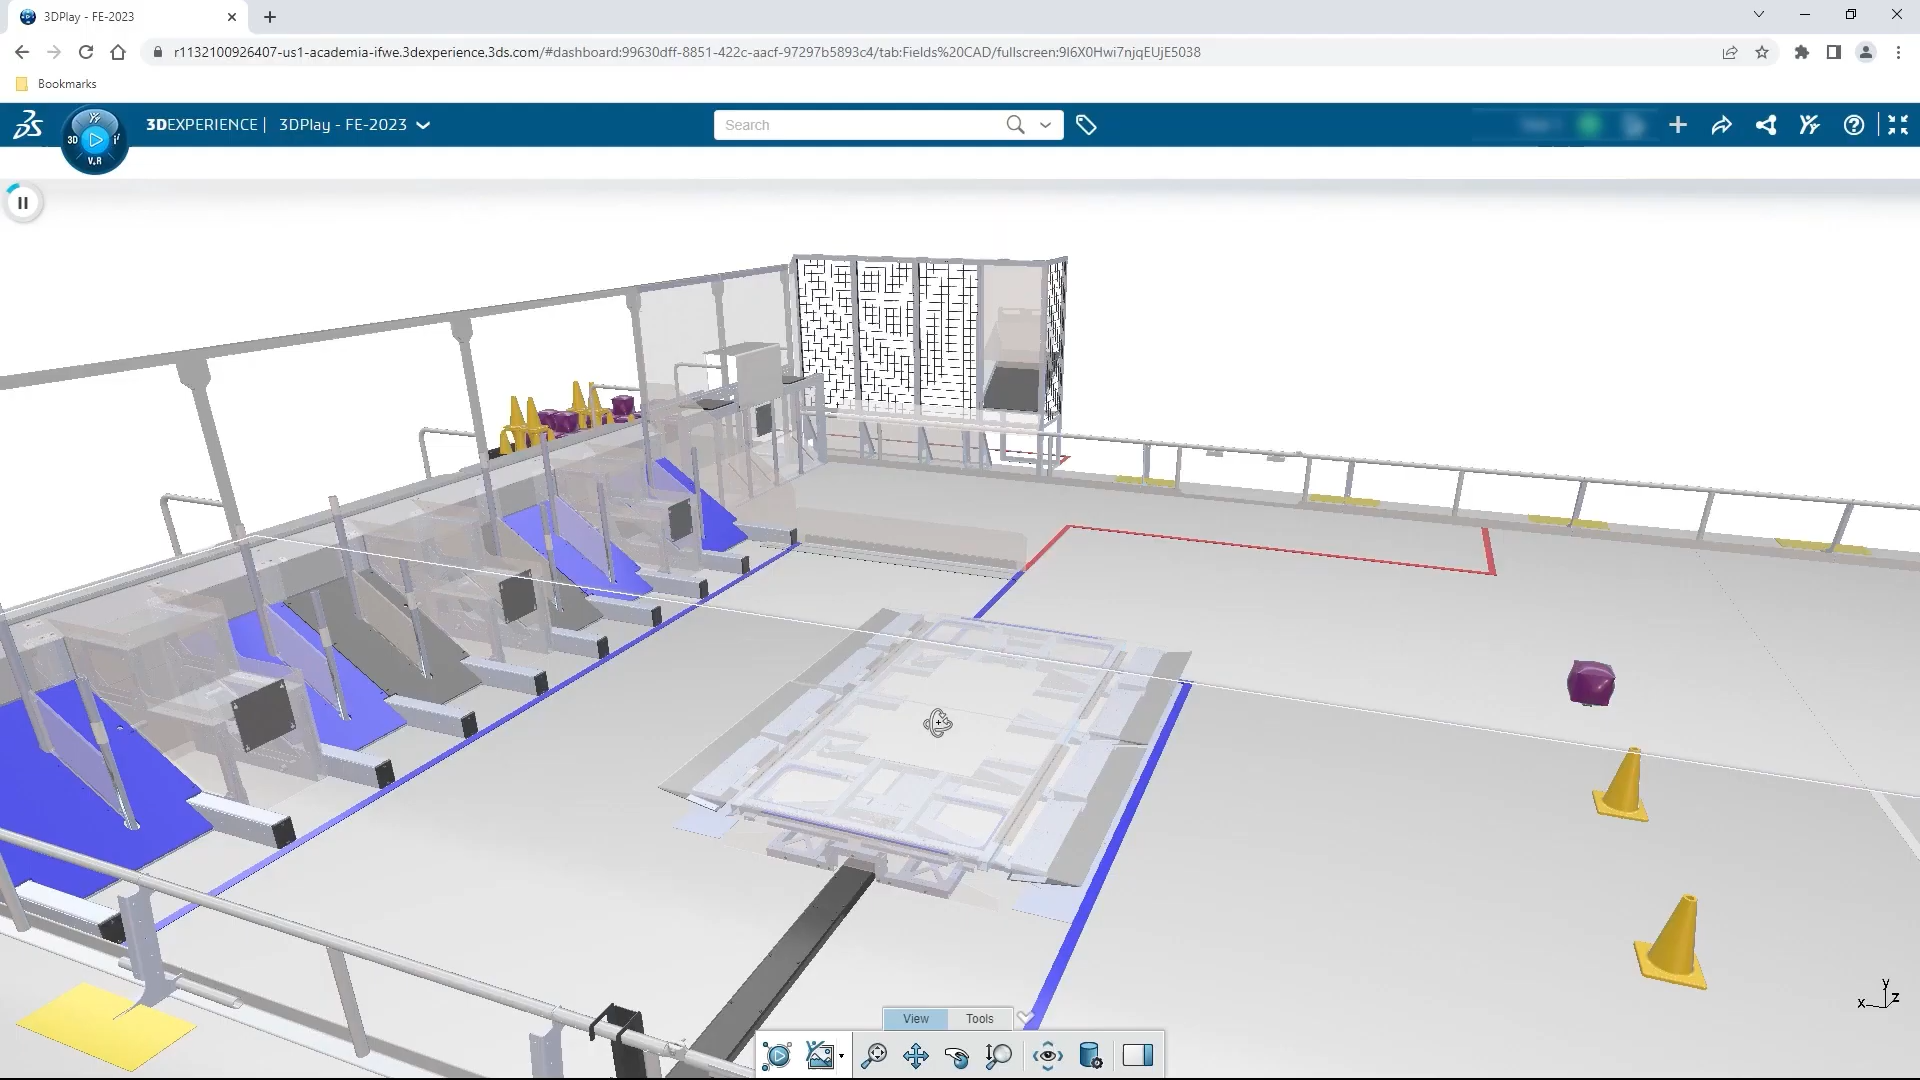 3DPlay - FE-2023
r1132100926407-us1-academia-ifwe.3dexperience.3ds.com/#dashboard:99630dff-8851-422c-aacf-97297b5893c4/tab:Fields%20CAD/fullscreen:9I6X0Hwi7njqEUjE5038
Bookmarks
3DEXPERIENCE | 3DPlay - FE-2023
Search
3D
V.R
View
Tools
y
x
z